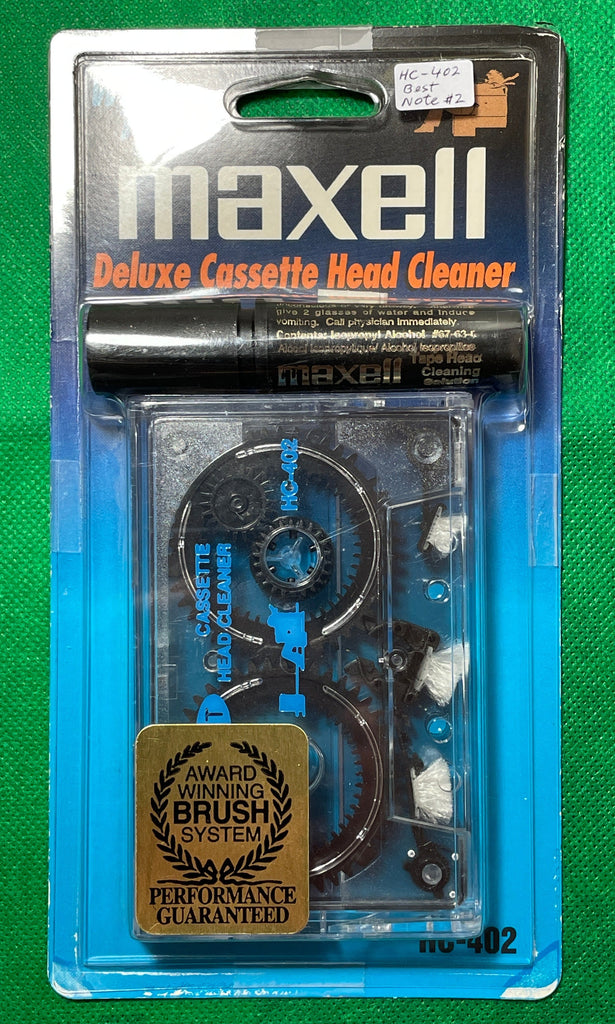 HC-402
Best
Note #2
maxell
Deluxe Cassette Head Cleaner
give 2 glasses of water and induce
vomiting. Call physician immediately.
Contents: Isopropyl Alcohol #67-63-
maxell
Tape Head
Cleaning
Solution
HC-402
CASSETTE
HEAD CLEANER
AWARD
WINNING
BRUSH
SYSTEM
PERFORMANCE
GUARANTEED
HC-402